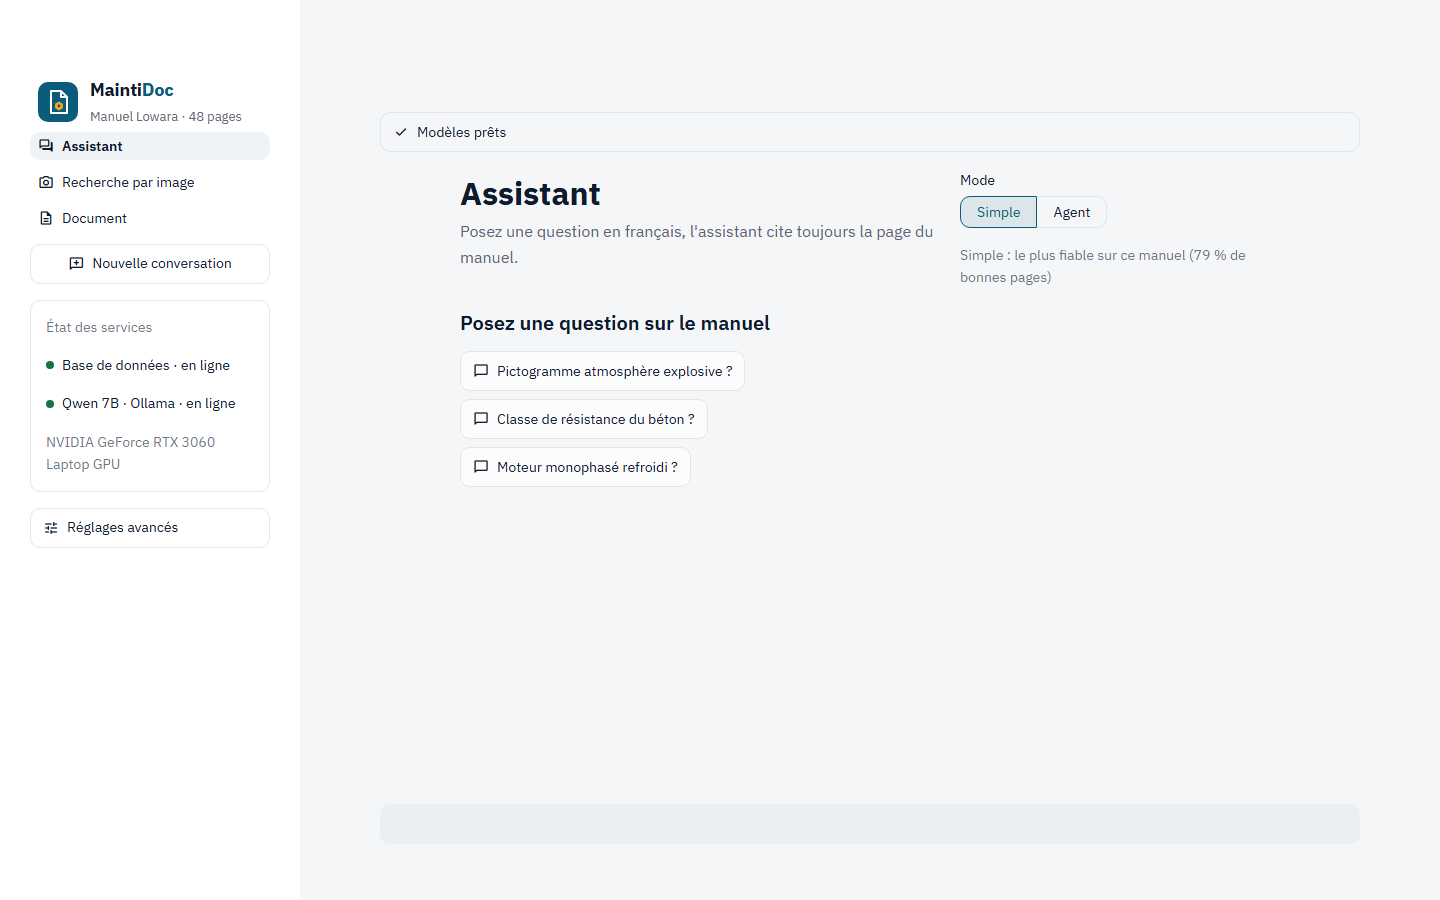 MaintiDoc
Manuel Lowara · 48 pages
Assistant
Recherche par image
Document
Nouvelle conversation
État des services
Base de données · en ligne
Qwen 7B · Ollama · en ligne
NVIDIA GeForce RTX 3060
Laptop GPU
Réglages avancés
Modèles prêts
Assistant
Posez une question en français, l'assistant cite toujours la page du
manuel.
Mode
Simple
Agent
Simple : le plus fiable sur ce manuel (79 % de
bonnes pages)
Posez une question sur le manuel
Pictogramme atmosphère explosive ?
Classe de résistance du béton ?
Moteur monophasé refroidi ?